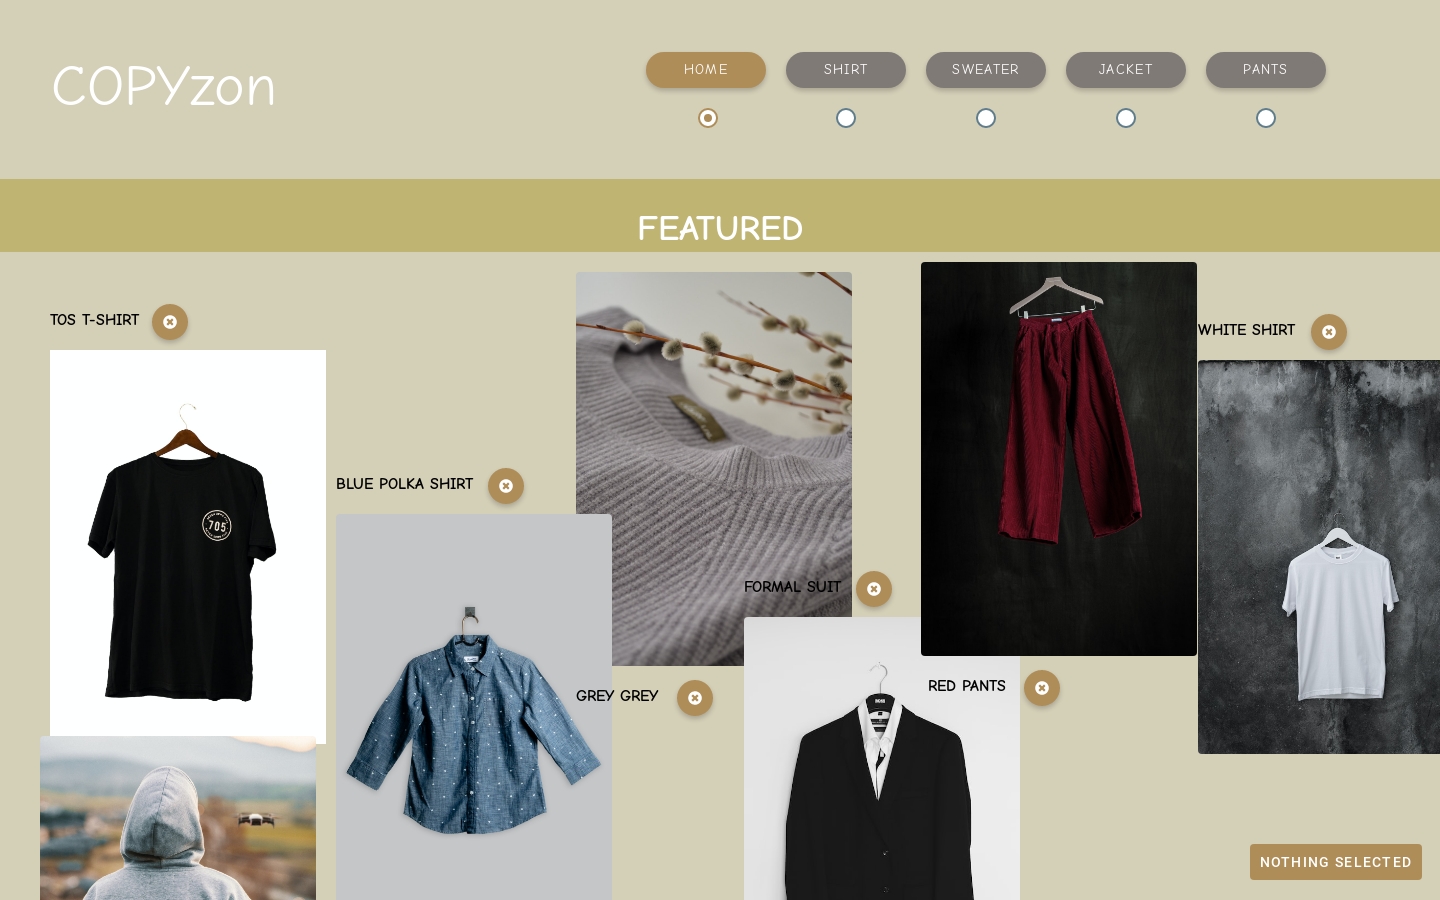 COPYzon
HOME
SHIRT
SWEATER
JACKET
PANTS
FEATURED
TOS T-SHIRT
WHITE SHIRT
705
BLUE POLKA SHIRT
FORMAL SUIT
GREY GREY
RED PANTS
NOTHING SELECTED